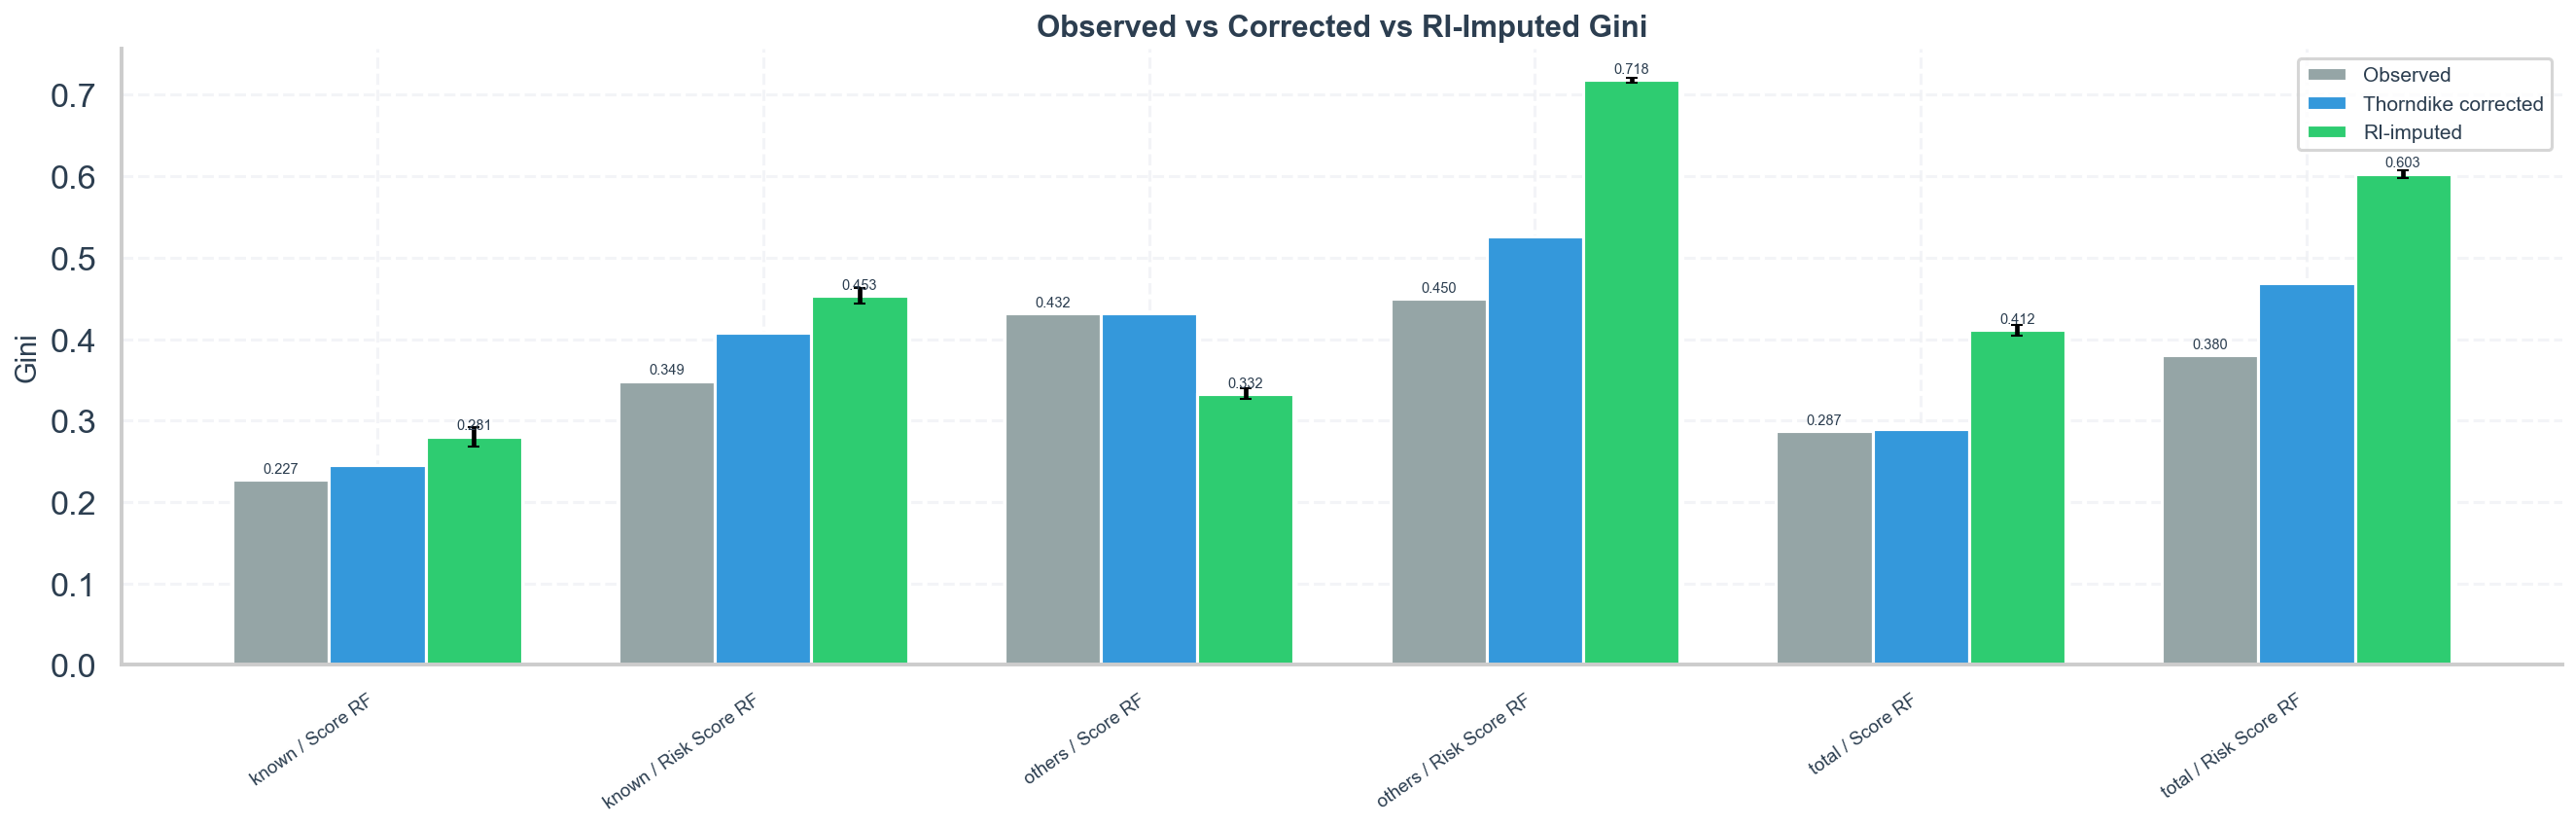 Observed vs Corrected vs RI-Imputed Gini
Observed
Thorndike corrected
RI-imputed
Gini
0.7
0.6
0.5
0.4
0.3
0.2
0.1
0.0
0.227
0.281
0.349
0.453
0.432
0.332
0.450
0.718
0.287
0.412
0.380
0.603
known / Score RF
known / Risk Score RF
others / Score RF
others / Risk Score RF
total / Score RF
total / Risk Score RF